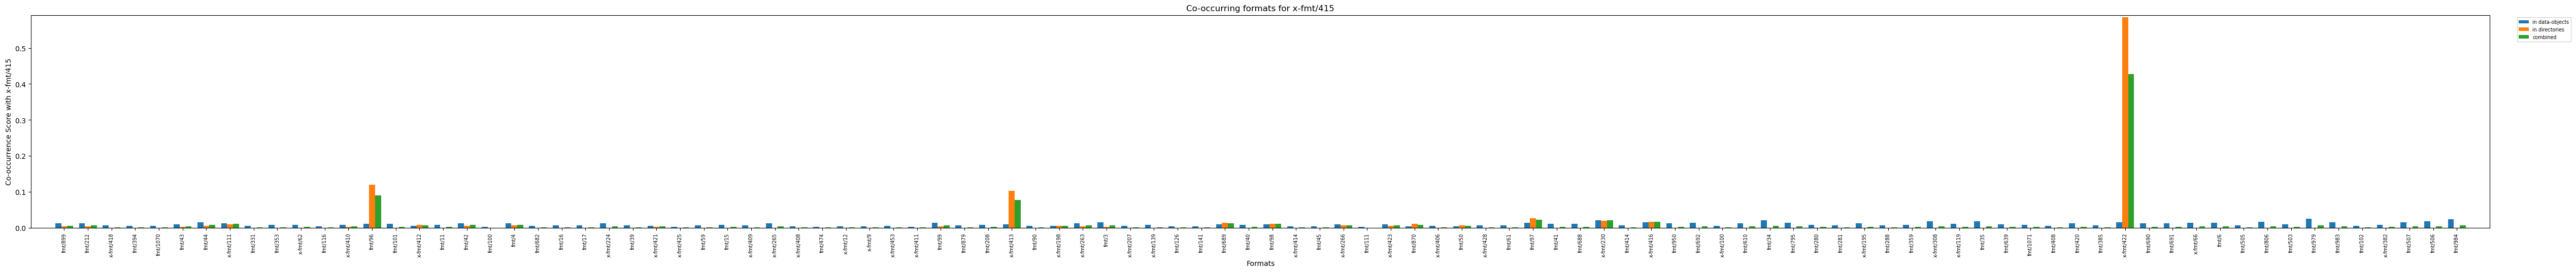 Co-occurring formats for x-fmt/415
in data-objects
in directories
combined
Co-occurrence Score with x-fmt/415
0.5
0.4
0.3
0.2
0.1
0.0
fmt/899
fmt/212
x-fmt/418
fmt/394
fmt/1070
fmt/43
fmt/44
x-fmt/111
fmt/331
fmt/353
x-fmt/62
fmt/116
x-fmt/410
fmt/96
fmt/101
x-fmt/412
fmt/11
fmt/42
fmt/100
fmt/4
fmt/682
fmt/16
fmt/17
x-fmt/224
fmt/39
x-fmt/421
x-fmt/425
fmt/59
fmt/15
x-fmt/409
x-fmt/265
x-fmt/408
fmt/474
x-fmt/12
x-fmt/9
x-fmt/453
x-fmt/411
fmt/99
fmt/879
fmt/208
x-fmt/413
fmt/90
x-fmt/198
x-fmt/263
fmt/3
x-fmt/207
x-fmt/139
fmt/126
fmt/141
fmt/889
fmt/40
fmt/98
x-fmt/414
fmt/45
x-fmt/266
fmt/111
x-fmt/423
fmt/870
x-fmt/406
fmt/50
x-fmt/428
fmt/61
fmt/97
fmt/41
fmt/688
x-fmt/230
fmt/414
x-fmt/416
x-fmt/950
x-fmt/692
x-fmt/100
fmt/610
fmt/34
fmt/795
fmt/280
fmt/281
x-fmt/195
fmt/288
fmt/359
x-fmt/308
x-fmt/119
fmt/35
fmt/639
fmt/1071
fmt/408
fmt/420
fmt/385
x-fmt/422
fmt/690
fmt/691
x-fmt/66
fmt/6
fmt/505
fmt/806
fmt/503
fmt/979
fmt/983
fmt/102
x-fmt/382
fmt/507
fmt/506
fmt/984
Formats